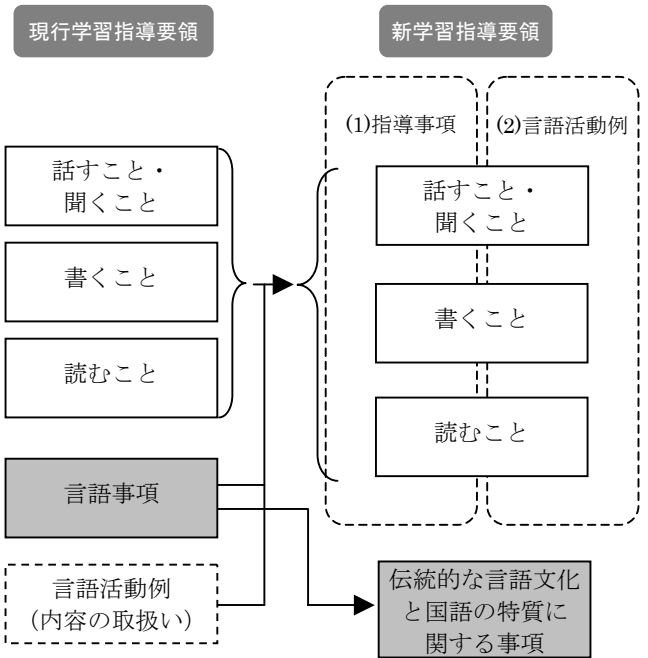 現行学習指導要領
新学習指導要領
(1)指導事項
(2)言語活動例
話すこと・
聞くこと
書くこと
読むこと
言語事項
言語活動例
(内容の取扱い)
話すこと・
聞くこと
書くこと
読むこと
伝統的な言語文化
と国語の特質に
関する事項